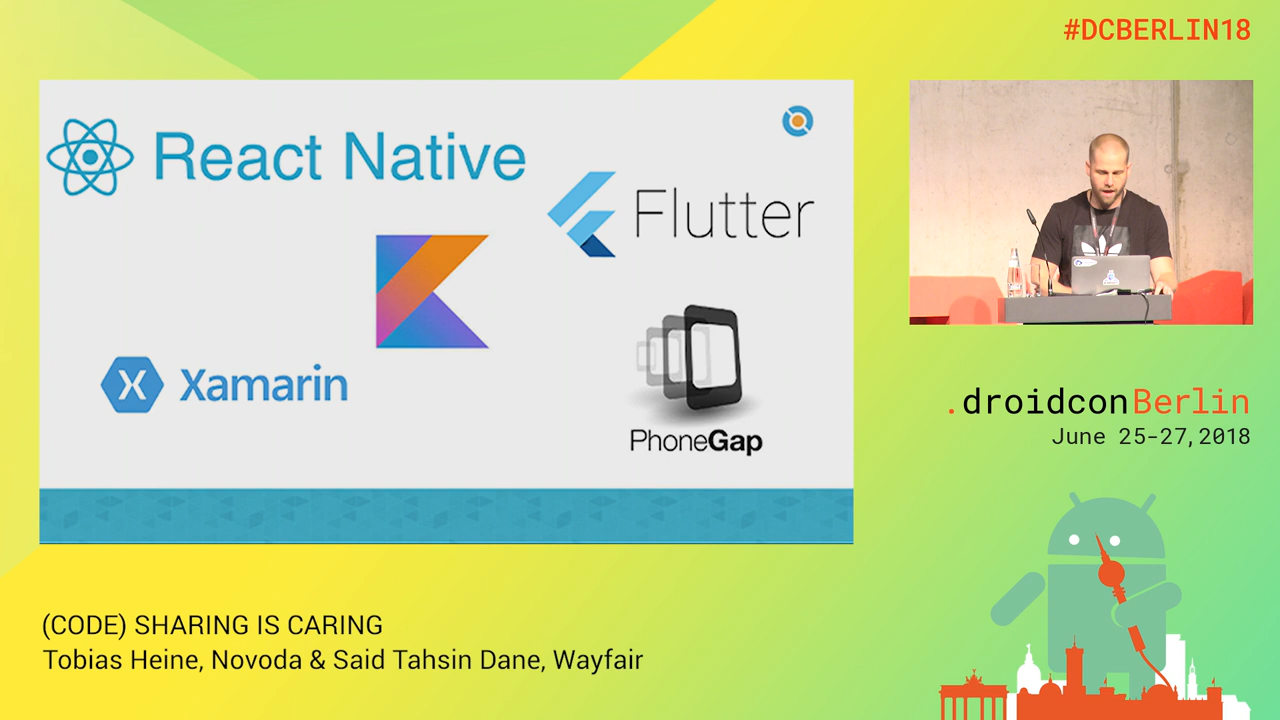 #DCBERLIN18
React Native
Flutter
Xamarin
PhoneGap
.droidconBerlin
June 25-27, 2018
(CODE) SHARING IS CARING
Tobias Heine, Novoda & Said Tahsin Dane, Wayfair